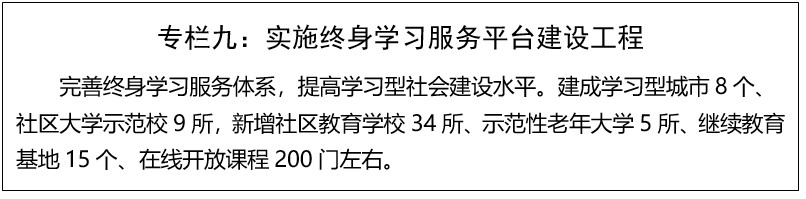 专栏九：实施终身学习服务平台建设工程
完善终身学习服务体系，提高学习型社会建设水平。建成学习型城市 8 个、
社区大学示范校 9 所，新增社区教育学校 34 所、示范性老年大学 5 所、继续教育
基地 15 个、在线开放课程 200 门左右。